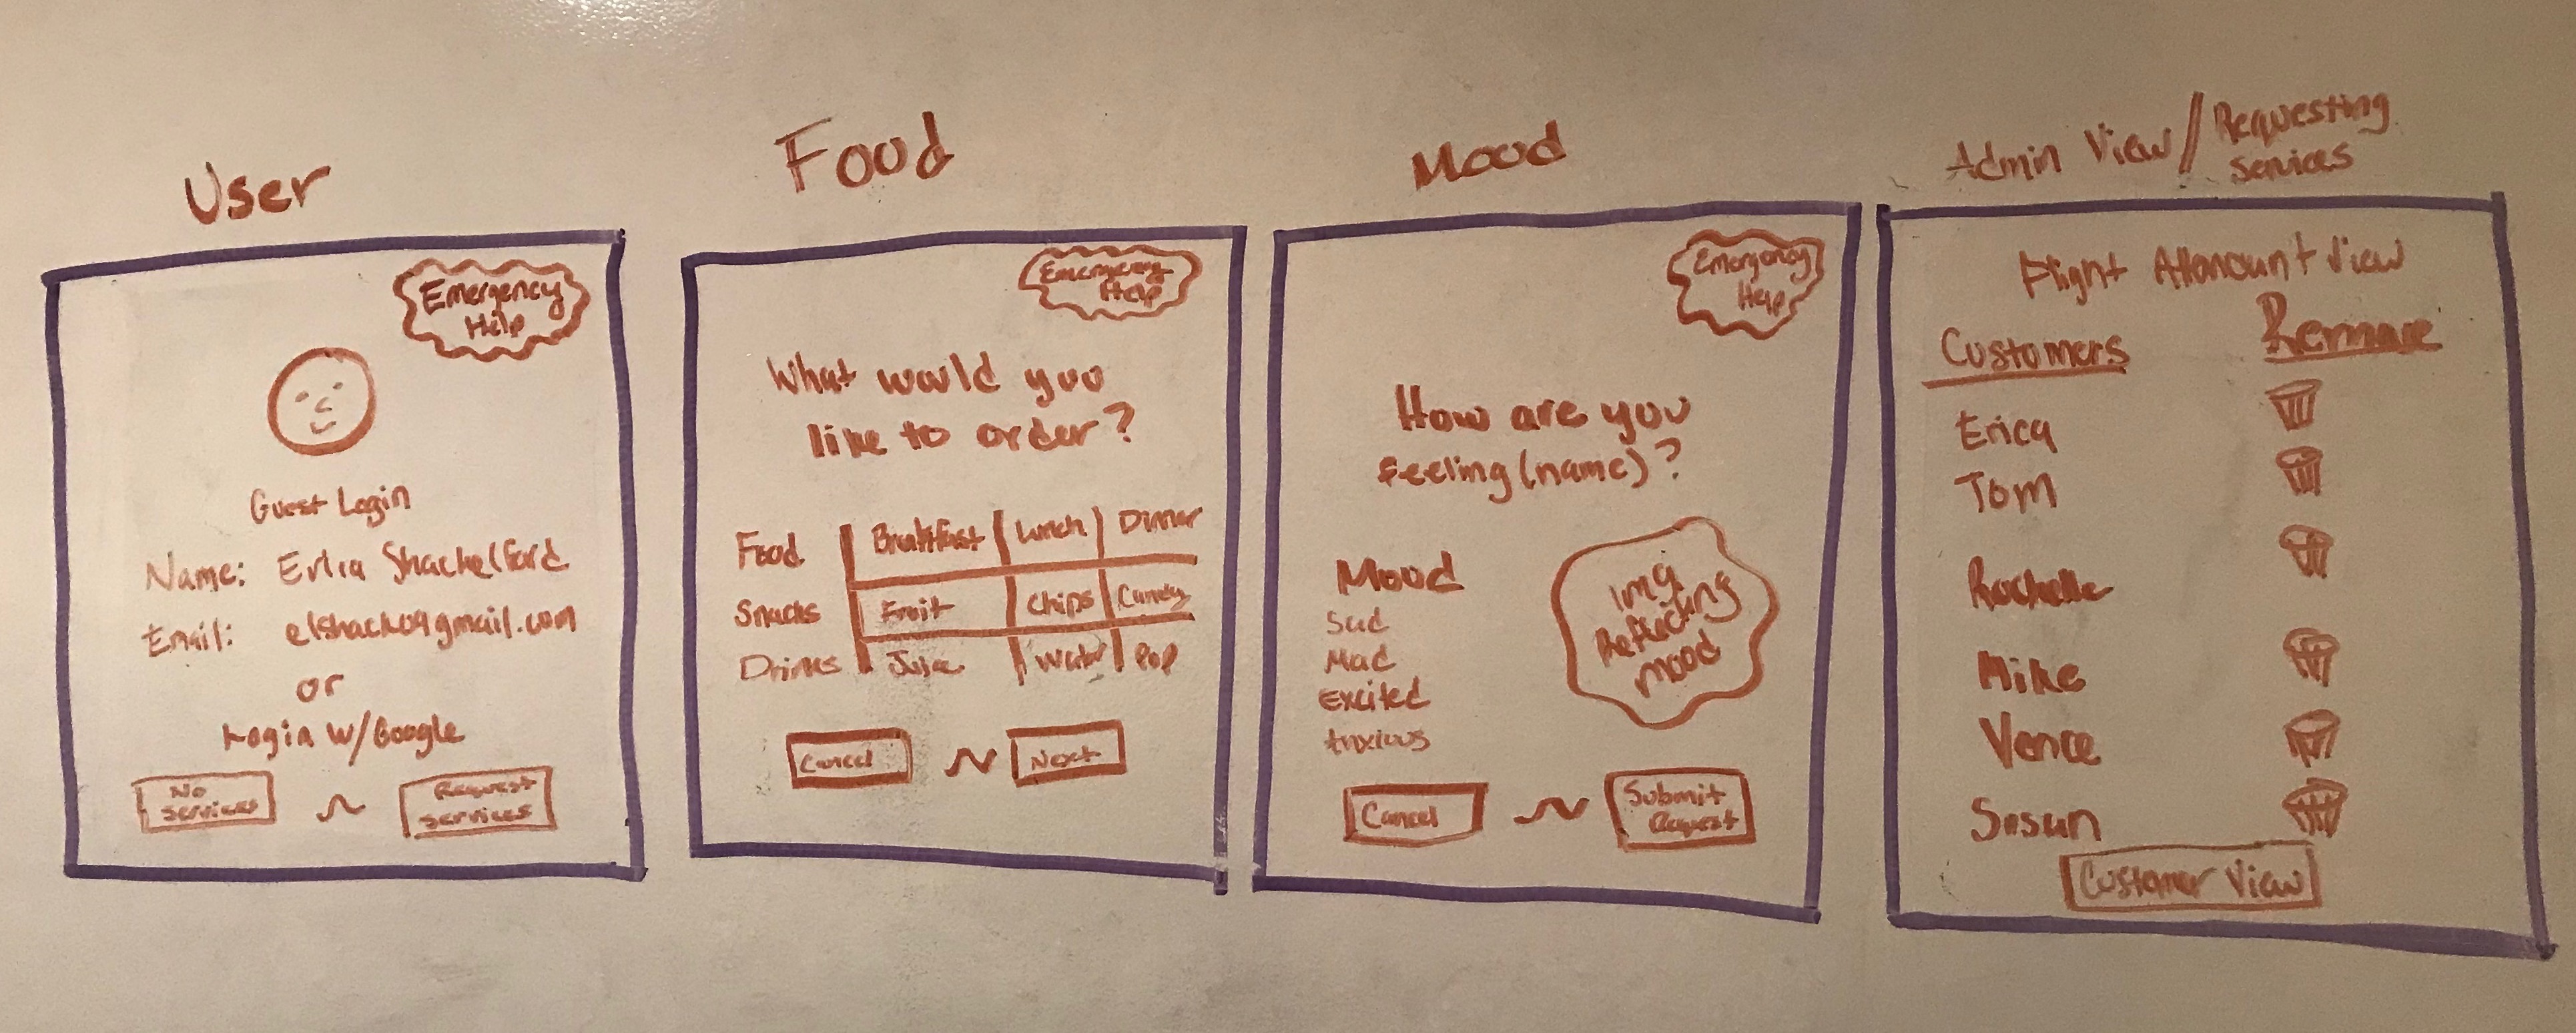 User
Emergency
Help
Guest Login
Name: Erica Shackelford
Email: elshack09gmail.com
or
Login w/Google
No
Services
Request
Services
Food
Emergency
Help
What would you
like to order?
Food Breakfast Lunch Dinner
Snacks Fruit Chips Candy
Drinks Juice Water Pop
Cancel
Next
Mood
Emergency
Help
How are you
feeling (name)?
Mood
Sad
Mad
Excited
Anxious
Img
Reflecting
mood
Cancel
Submit
Request
Admin View/Requesting
Services
Flight Attendant View
Customers Remove
Erica
Tom
Rochelle
Mike
Vence
Susun
Customer View